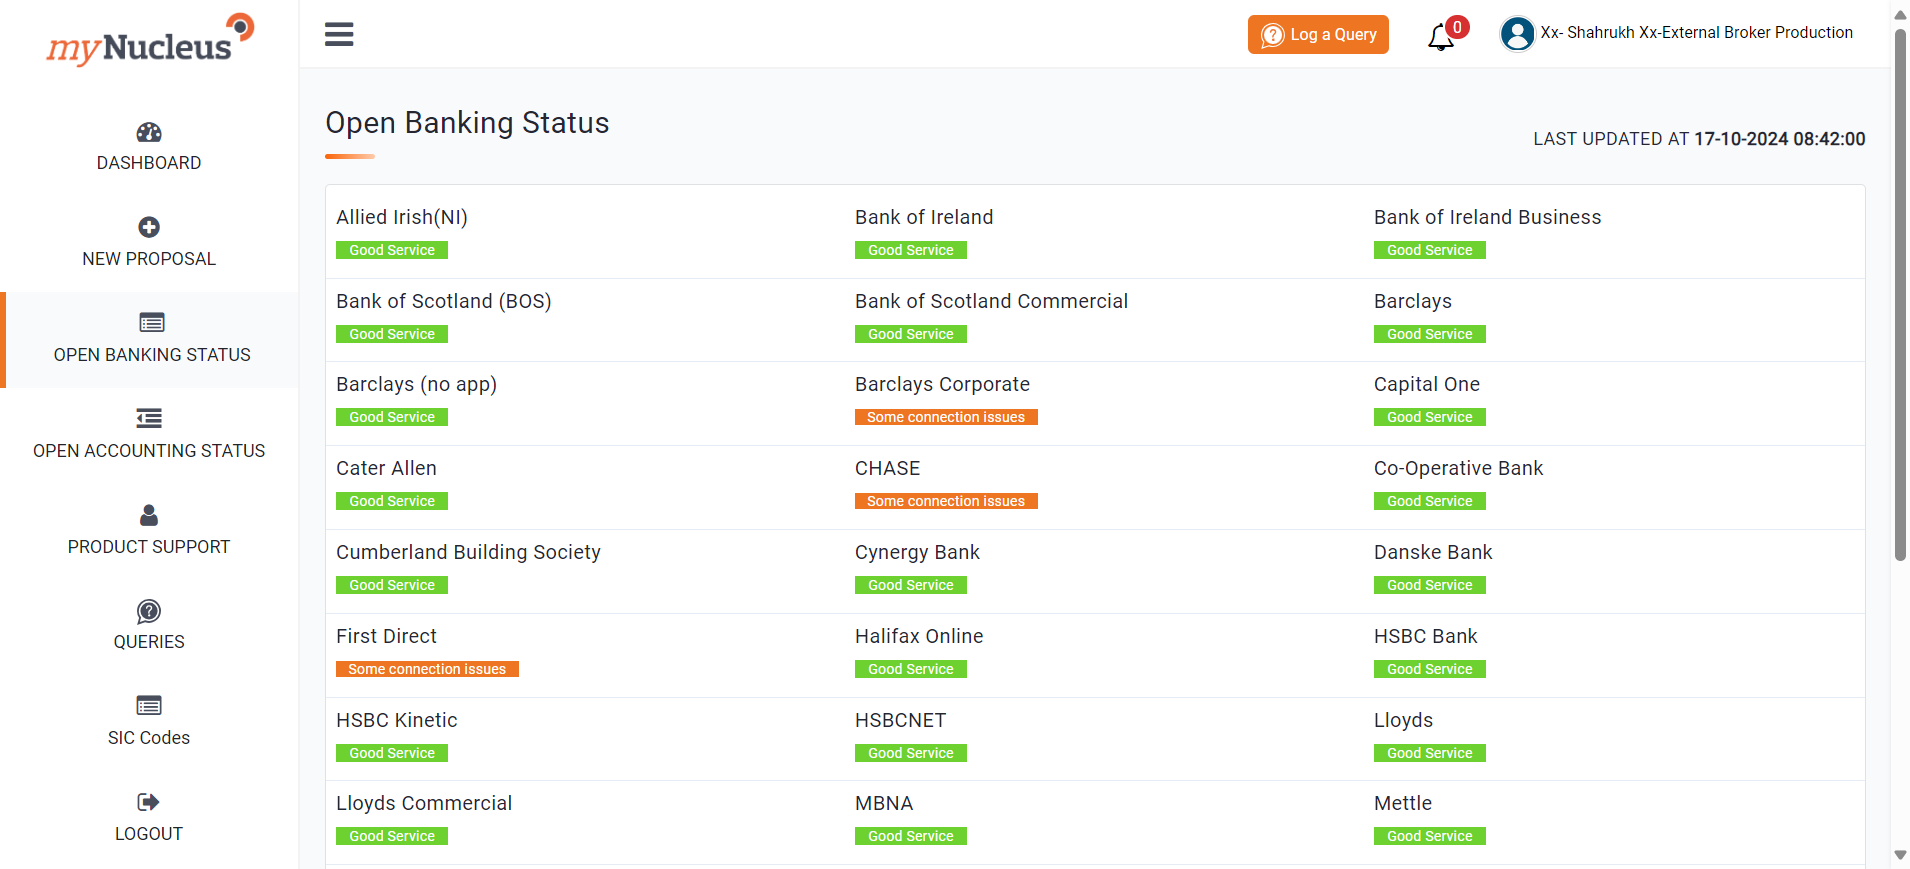 myNucleus
Log a Query
0
Xx- Shahrukh Xx-External Broker Production
DASHBOARD
NEW PROPOSAL
OPEN BANKING STATUS
OPEN ACCOUNTING STATUS
PRODUCT SUPPORT
QUERIES
SIC Codes
LOGOUT
Open Banking Status
LAST UPDATED AT 17-10-2024 08:42:00
Allied Irish(NI)
Good Service
Bank of Ireland
Good Service
Bank of Ireland Business
Good Service
Bank of Scotland (BOS)
Good Service
Bank of Scotland Commercial
Good Service
Barclays
Good Service
Barclays (no app)
Good Service
Barclays Corporate
Some connection issues
Capital One
Good Service
Cater Allen
Good Service
CHASE
Some connection issues
Co-Operative Bank
Good Service
Cumberland Building Society
Good Service
Cynergy Bank
Good Service
Danske Bank
Good Service
First Direct
Some connection issues
Halifax Online
Good Service
HSBC Bank
Good Service
HSBC Kinetic
Good Service
HSBCNET
Good Service
Lloyds
Good Service
Lloyds Commercial
Good Service
MBNA
Good Service
Mettle
Good Service